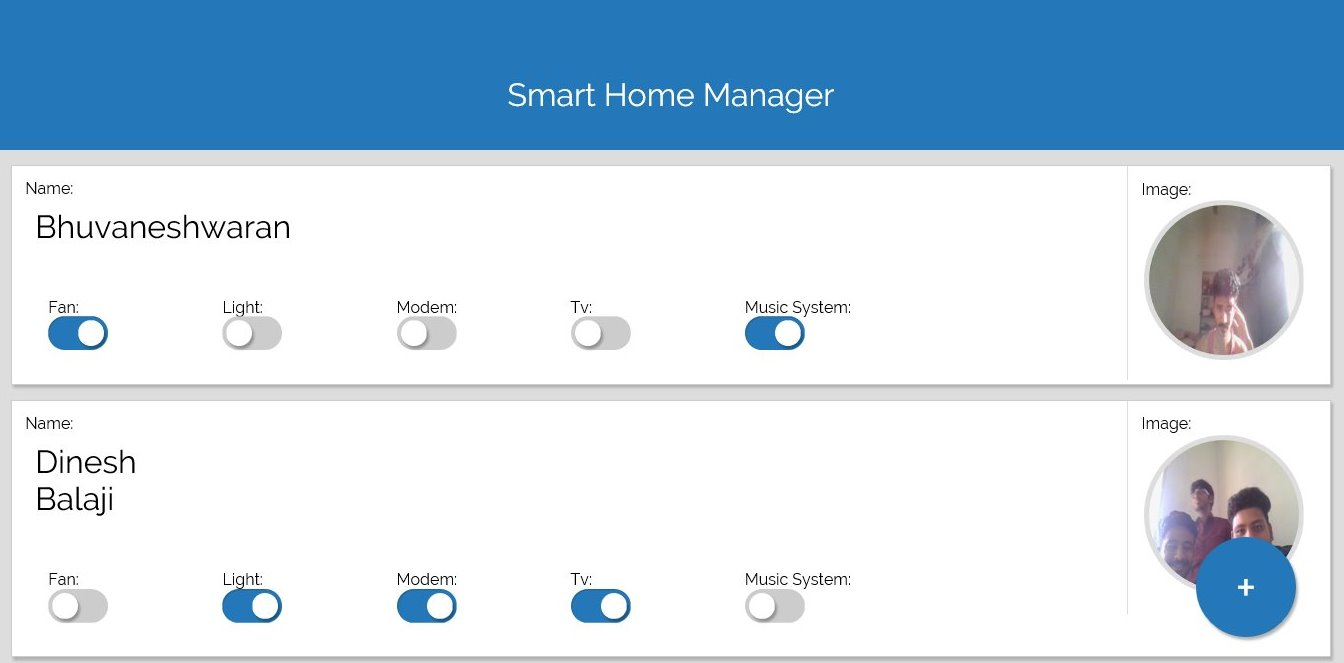 Smart Home Manager
Name:
Image:
Bhuvaneshwaran
Fan:
Light:
Modem:
Tv:
Music System:
Name:
Image:
Dinesh
Balaji
Fan:
Light:
Modem:
Tv:
Music System:
+